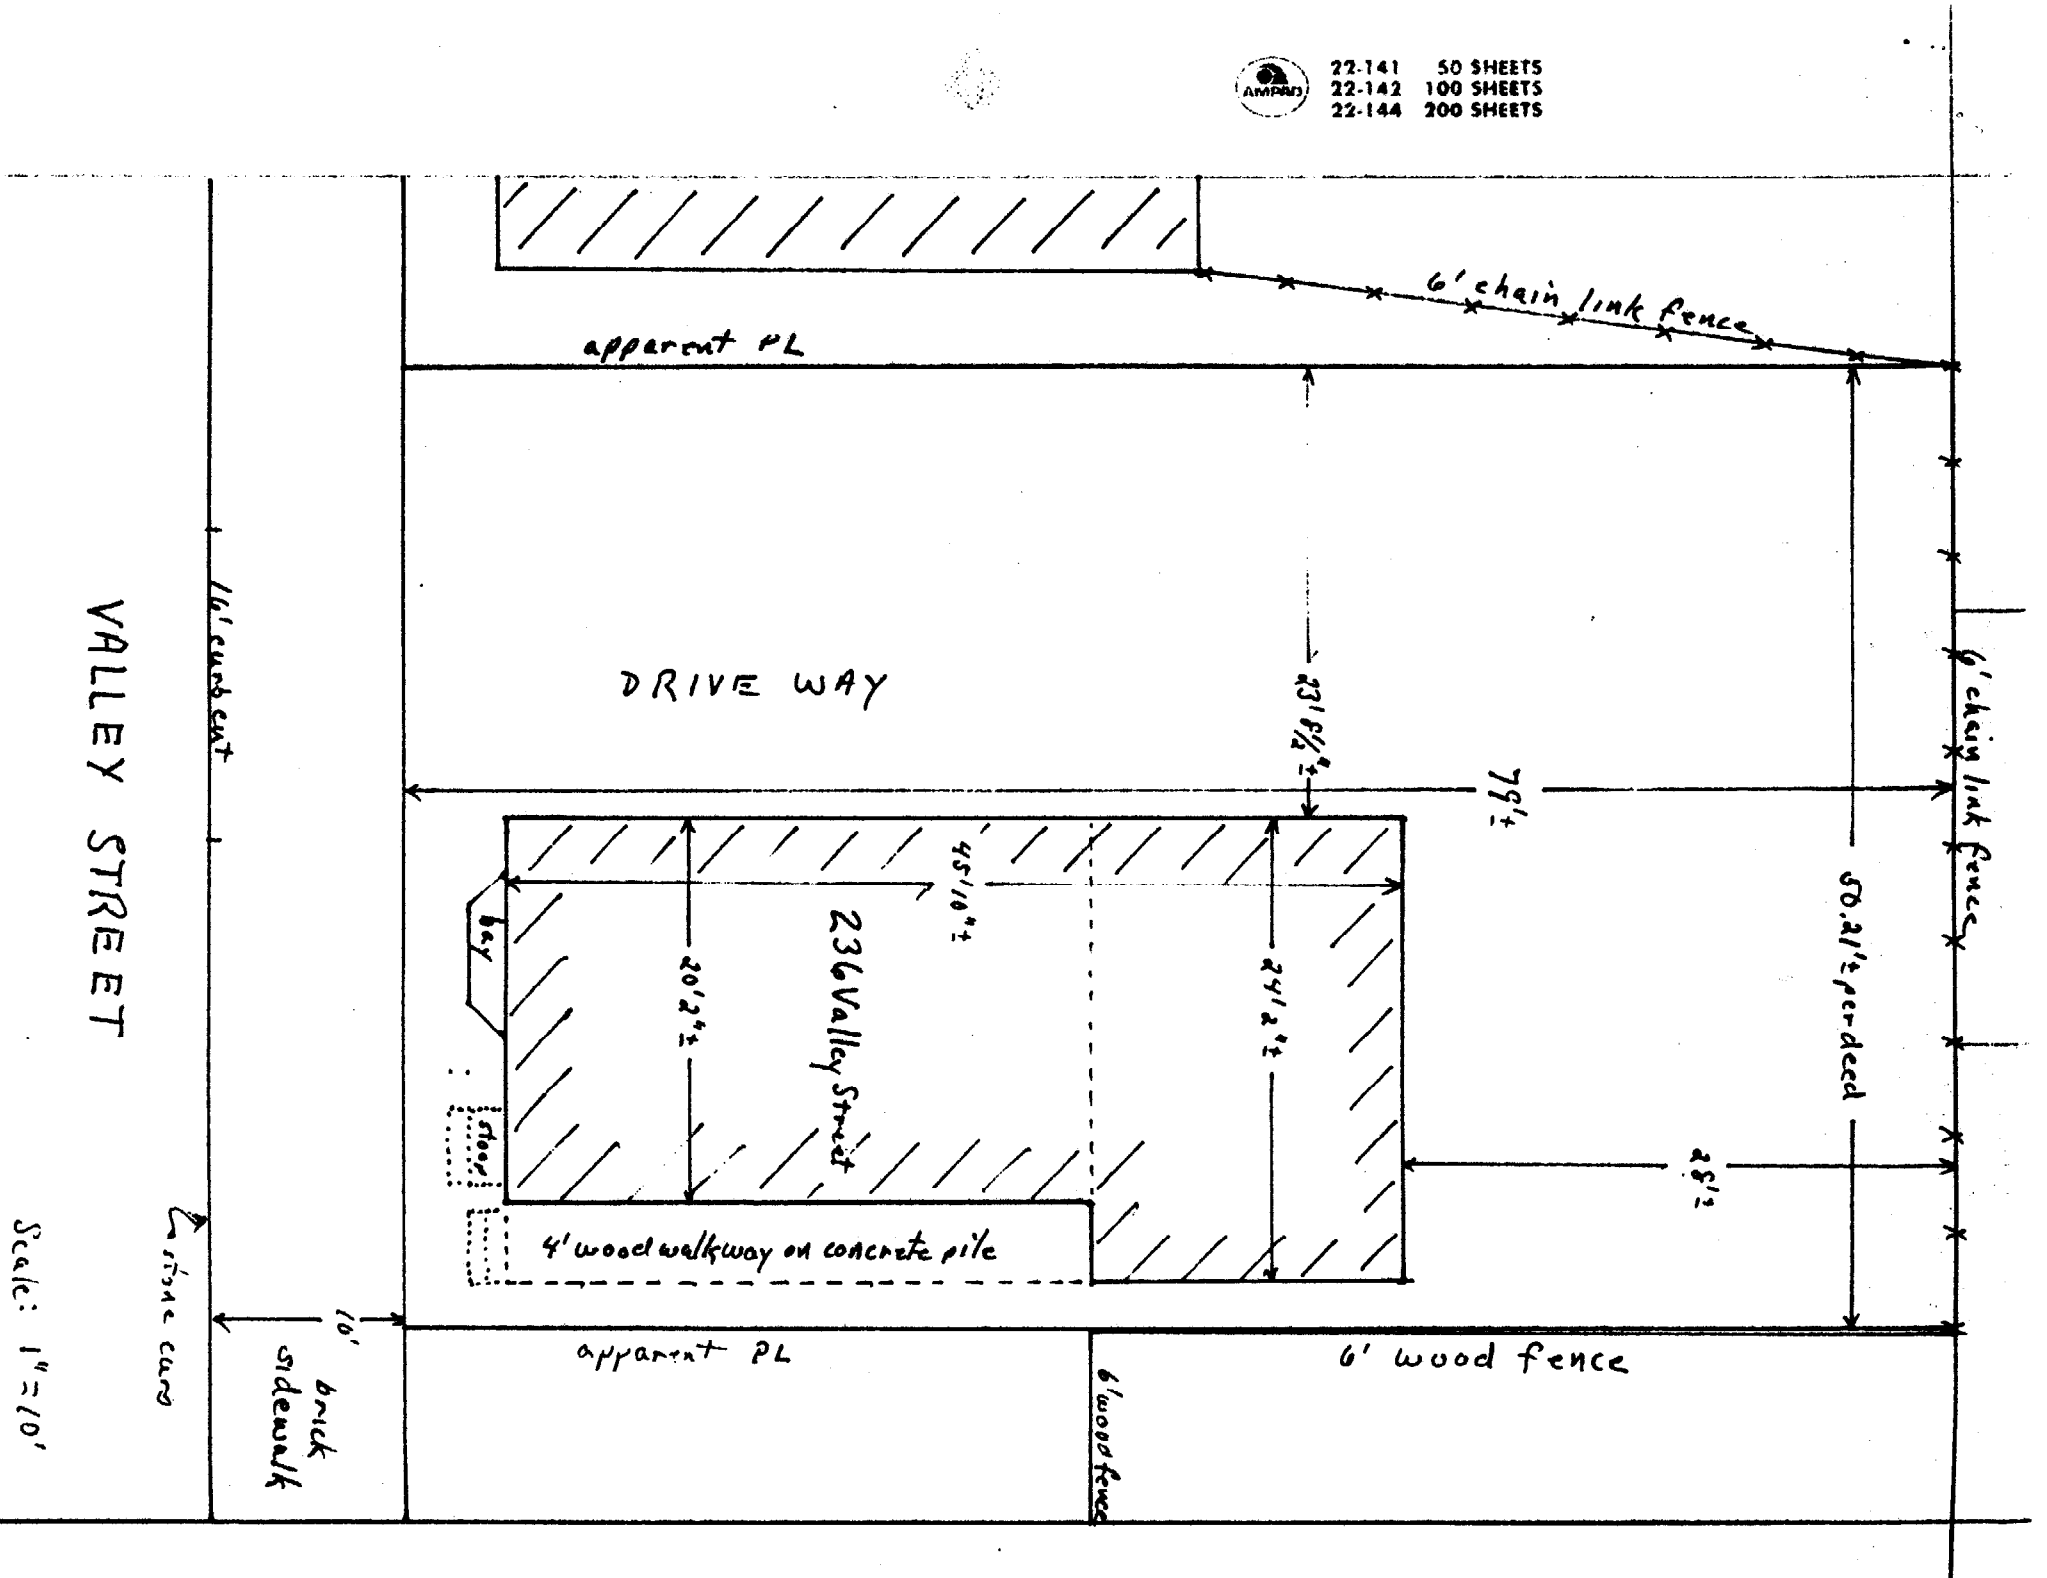 22-141 50 SHEETS
22-142 100 SHEETS
22-144 200 SHEETS
AMPAD
6' chain link fence
apparent PL
16' curb cut
VALLEY STREET
DRIVE WAY
23' 8 1/2" ±
79' ±
6' chain link fence
50.21' ± per deed
45' 10" ±
bay
236 Valley Street
20' 2" ±
24' 2" ±
stoop
28' ±
4' wood walkway on concrete pile
stone curb
10'
brick
sidewalk
apparent PL
6' wood fence
6' wood fence
Scale: 1" = 10'